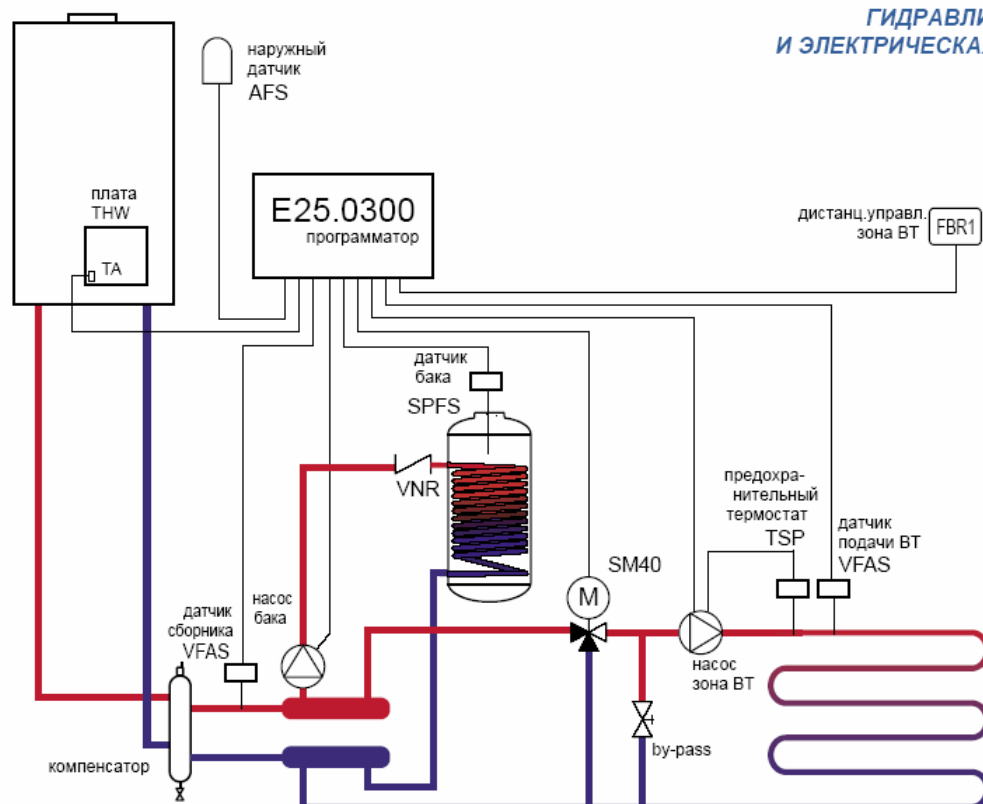 ГИДРАВЛИ
И ЭЛЕКТРИЧЕСКА
наружный
датчик
AFS
плата
THW
TA
E25.0300
программатор
дистанц.управл.
зона ВТ
FBR1
датчик
бака
SPFS
VNR
предохра-
нительный
термостат
TSP
датчик
подачи ВТ
VFAS
SM40
M
насос
бака
датчик
сборника
VFAS
насос
зона ВТ
by-pass
компенсатор